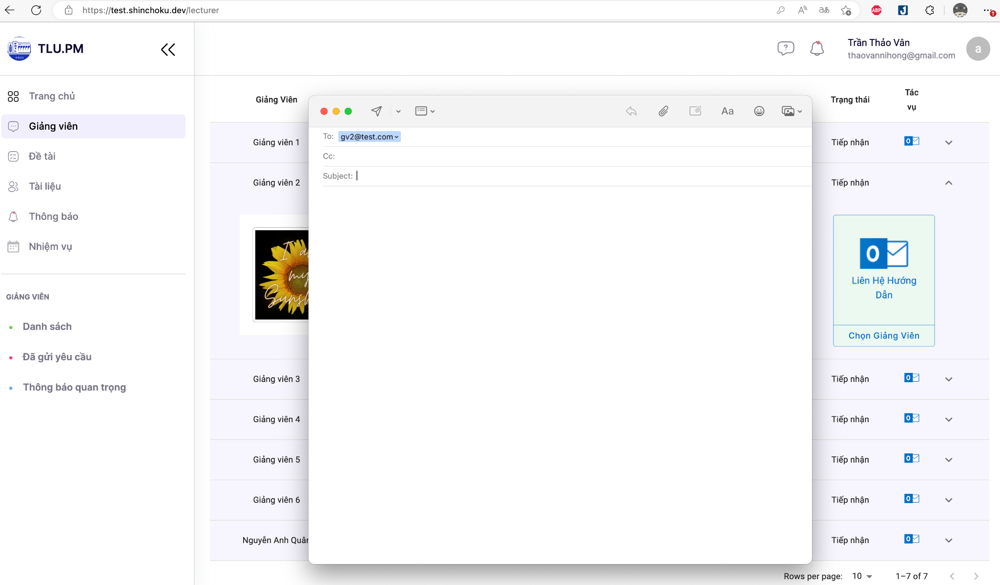 https://test.shinchoku.dev/lecturer
ABP
TLU.PM
Trần Thảo Vân
thaovannihong@gmail.com
a
Trang chủ
Giảng viên
Đề tài
Tài liệu
Thông báo
Nhiệm vụ
GIẢNG VIÊN
Danh sách
Đã gửi yêu cầu
Thông báo quan trọng
Giảng Viên
Trạng thái
Tác
vụ
To: gv2@test.com
Cc:
Subject:
Aa
Giảng viên 1
Tiếp nhận
Giảng viên 2
Tiếp nhận
I a
my
Sunsh
Liên Hệ Hướng
Dẫn
Chọn Giảng Viên
Giảng viên 3
Tiếp nhận
Giảng viên 4
Tiếp nhận
Giảng viên 5
Tiếp nhận
Giảng viên 6
Tiếp nhận
Nguyễn Anh Quân
Tiếp nhận
Rows per page: 10
1–7 of 7